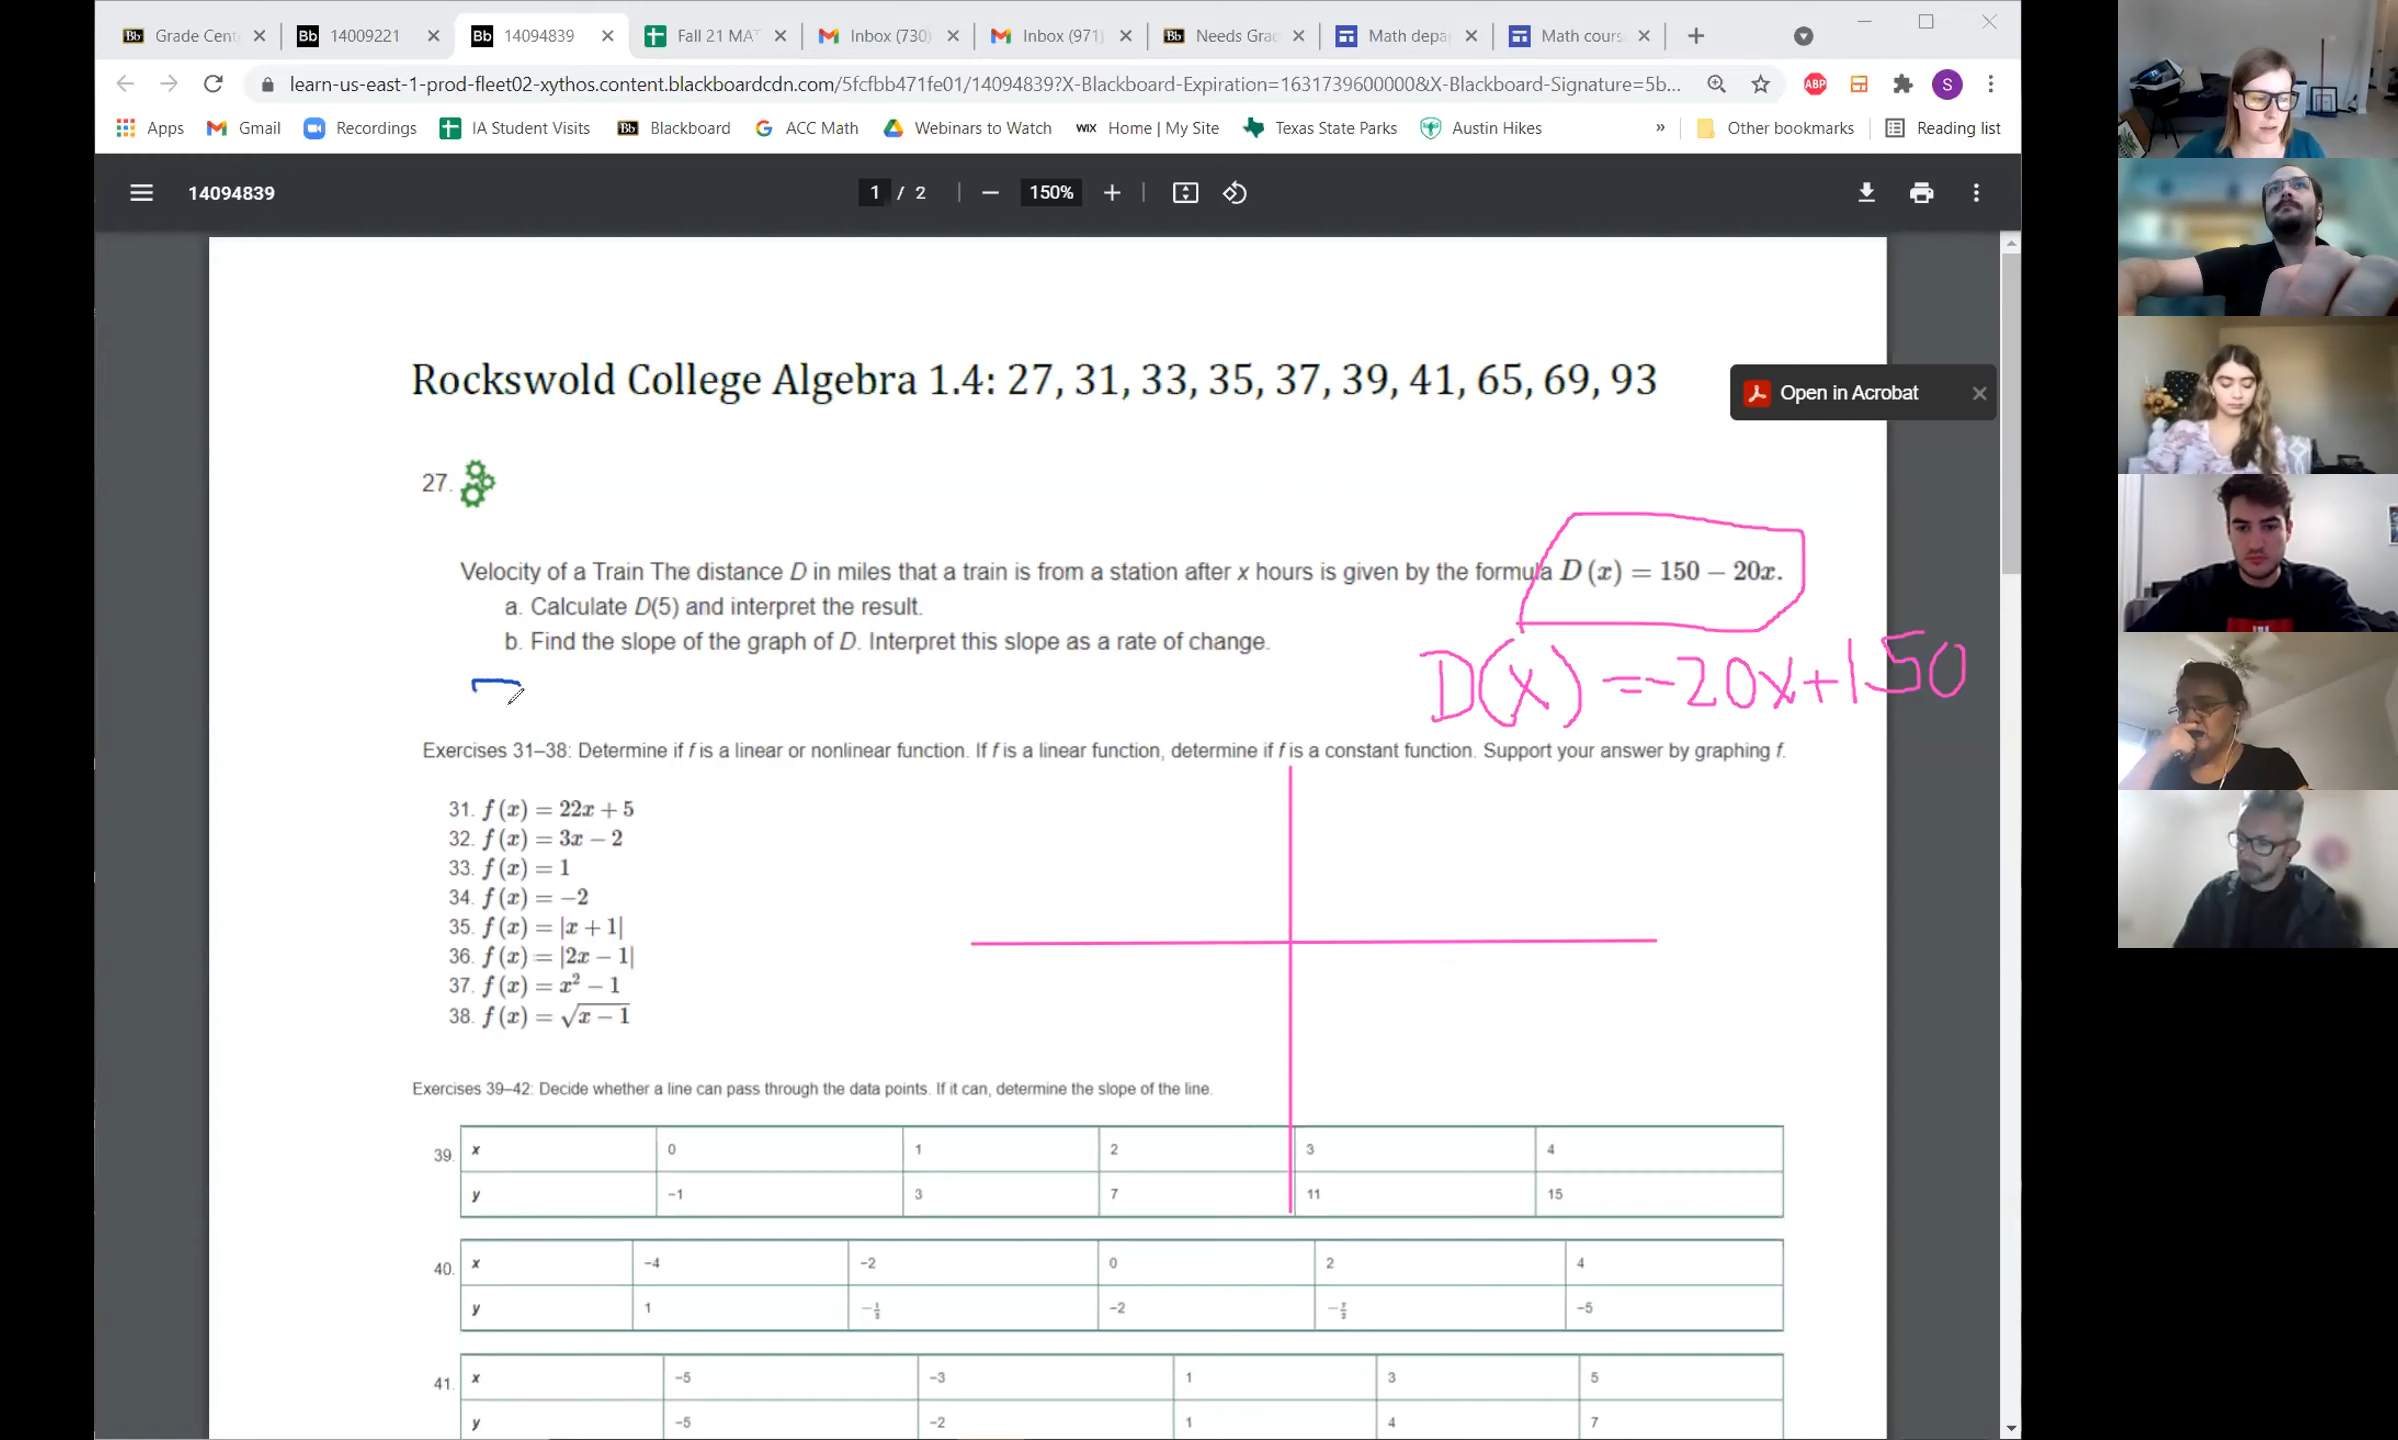 Grade Cent
14009221
14094839
Fall 21 MAT
Inbox (730)
Inbox (971)
Needs Grad
Math depa
Math cours
learn-us-east-1-prod-fleet02-xythos.content.blackboardcdn.com/5fcfbb471fe01/14094839?X-Blackboard-Expiration=1631739600000&X-Blackboard-Signature=5b...
ABP
S
Apps
Gmail
Recordings
IA Student Visits
Bb Blackboard
ACC Math
Webinars to Watch
WIX Home | My Site
Texas State Parks
Austin Hikes
»
Other bookmarks
Reading list
14094839
1 / 2
150%
Rockswold College Algebra 1.4: 27, 31, 33, 35, 37, 39, 41, 65, 69, 93
Open in Acrobat
27.
Velocity of a Train The distance D in miles that a train is from a station after x hours is given by the formula D (x) = 150 − 20x.
a. Calculate D(5) and interpret the result.
b. Find the slope of the graph of D. Interpret this slope as a rate of change.
D(x) = -20x+150
Exercises 31–38: Determine if f is a linear or nonlinear function. If f is a linear function, determine if f is a constant function. Support your answer by graphing f.
31. f (x) = 22x + 5
32. f (x) = 3x − 2
33. f (x) = 1
34. f (x) = −2
35. f (x) = |x + 1|
36. f (x) = |2x − 1|
37. f (x) = x² − 1
38. f (x) = √x − 1
Exercises 39–42: Decide whether a line can pass through the data points. If it can, determine the slope of the line.
39. x 0 1 2 3 4
y −1 3 7 11 15
40. x −4 −2 0 2 4
y 1 −2 −5
41. x −5 −3 1 3 5
y −5 −2 1 4 7